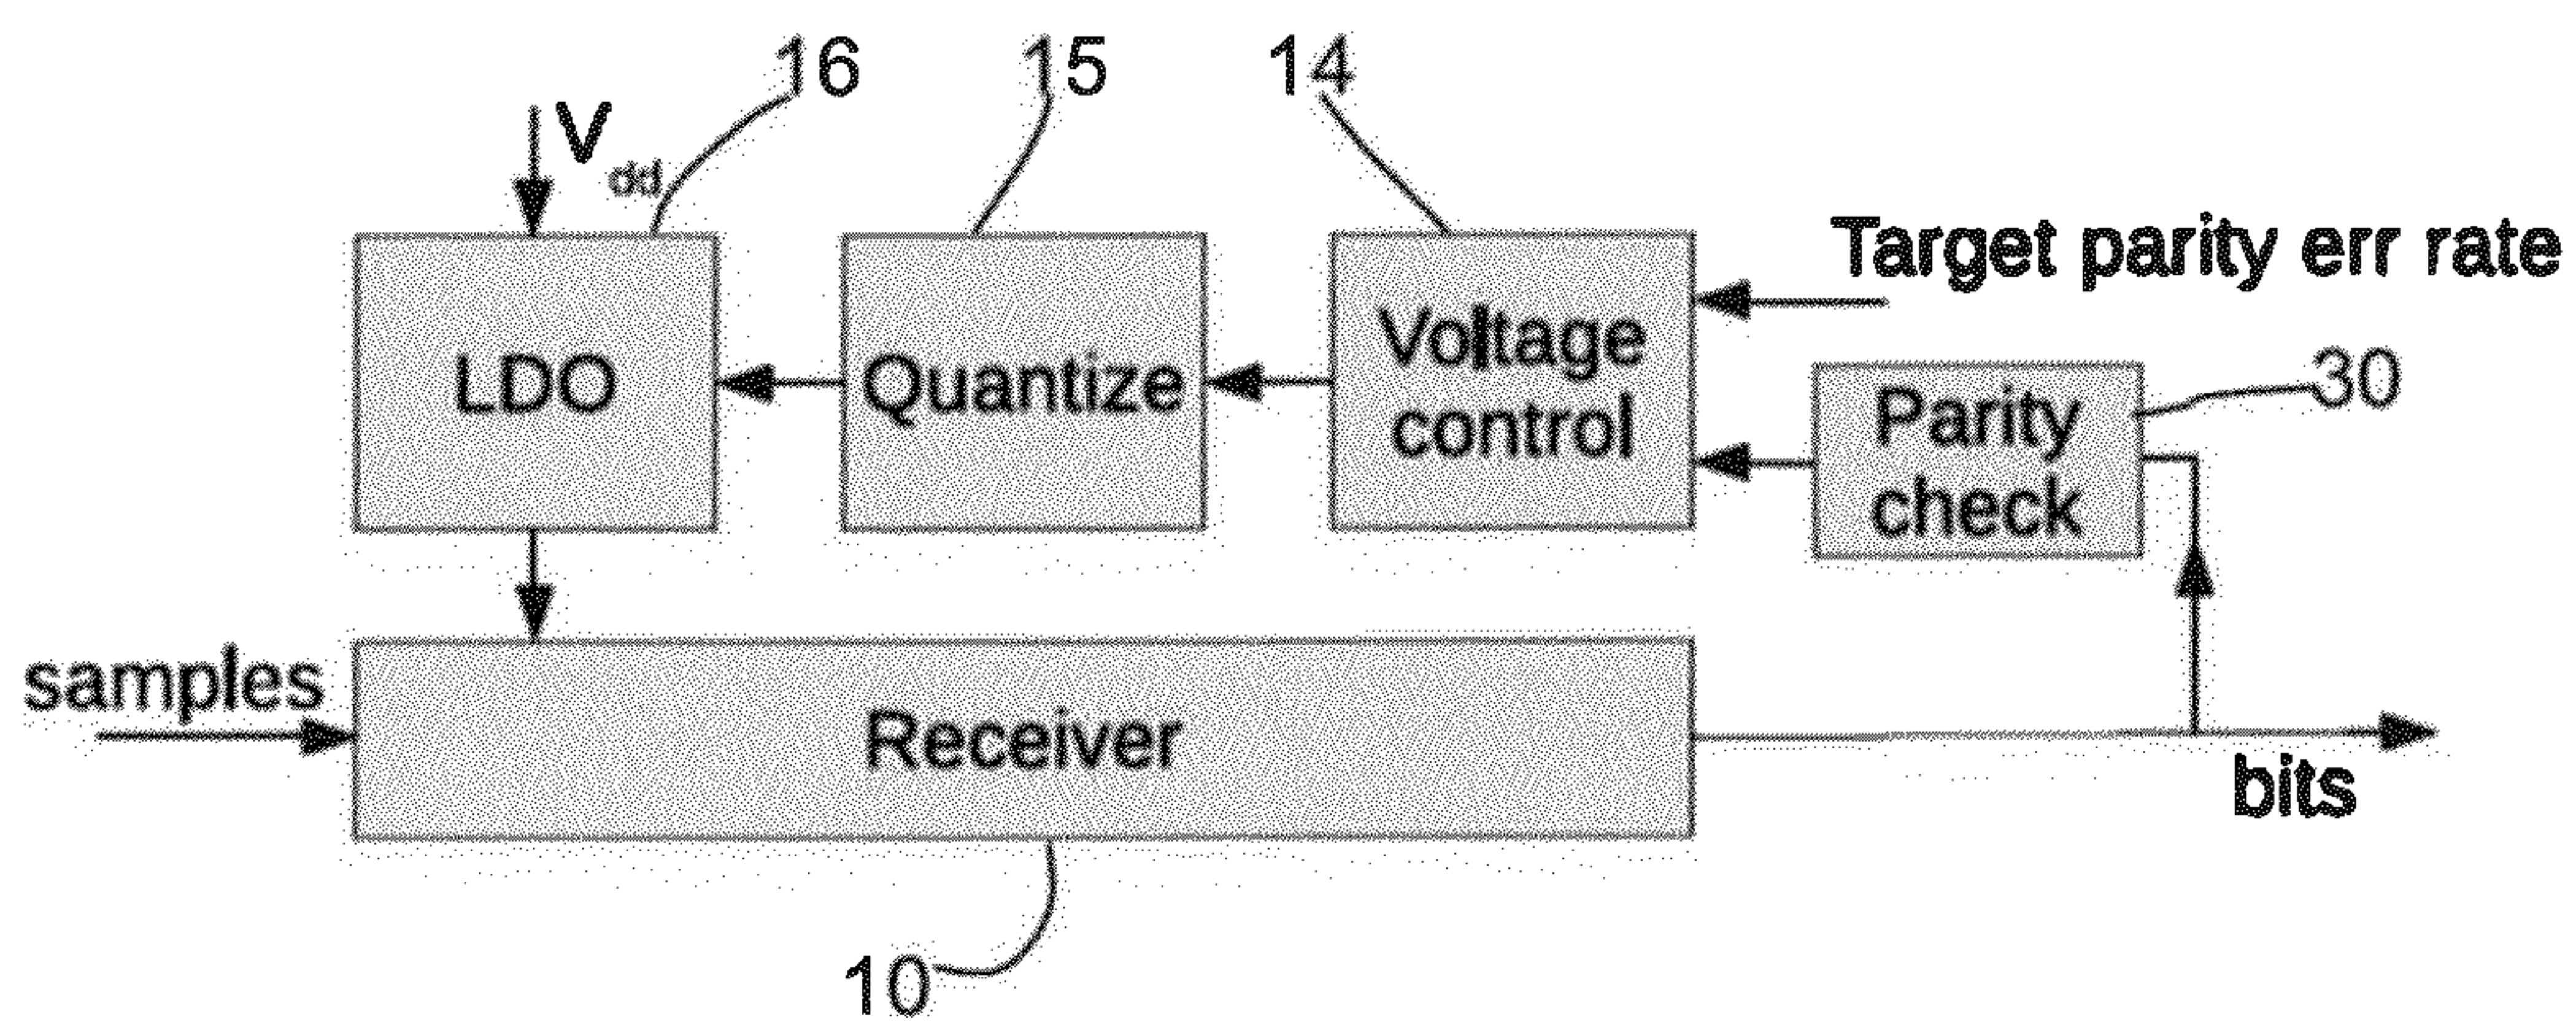 16
15
14
Vdd
Target parity err rate
LDO
Quantize
Voltage
control
Parity
check
30
samples
Receiver
bits
10